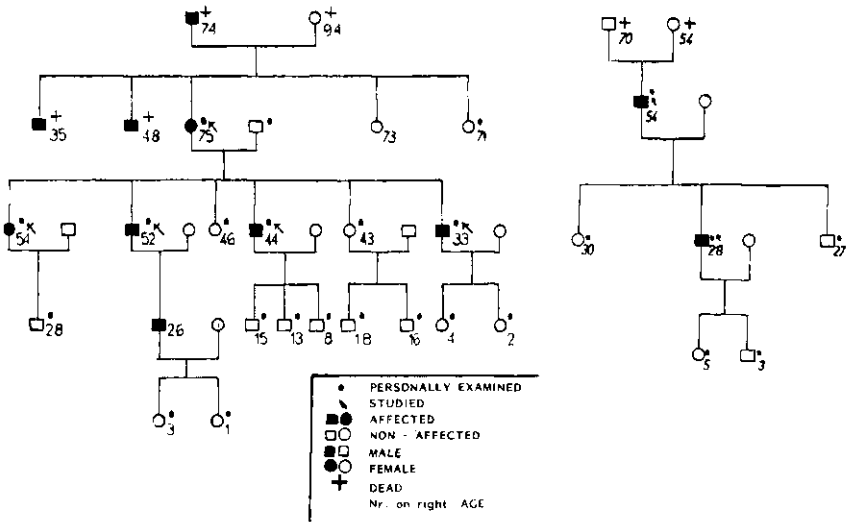 74 94 70 54
35 48 75 73 71 54
54 52 46 44 43 33 30 28 27
28 26 15 13 8 18 16 4 2 5 3
3 1
PERSONALLY EXAMINED
STUDIED
AFFECTED
NON - AFFECTED
MALE
FEMALE
DEAD
Nr. on right AGE